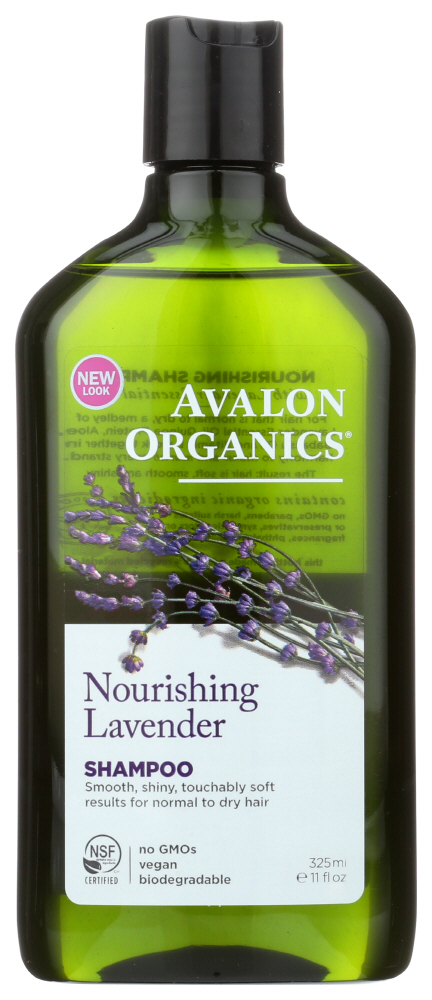 NEW
LOOK
AVALON
ORGANICS®
Nourishing
Lavender
SHAMPOO
Smooth, shiny, touchably soft
results for normal to dry hair
NSF
CERTIFIED
no GMOs
vegan
biodegradable
325ml
℮ 11 fl oz